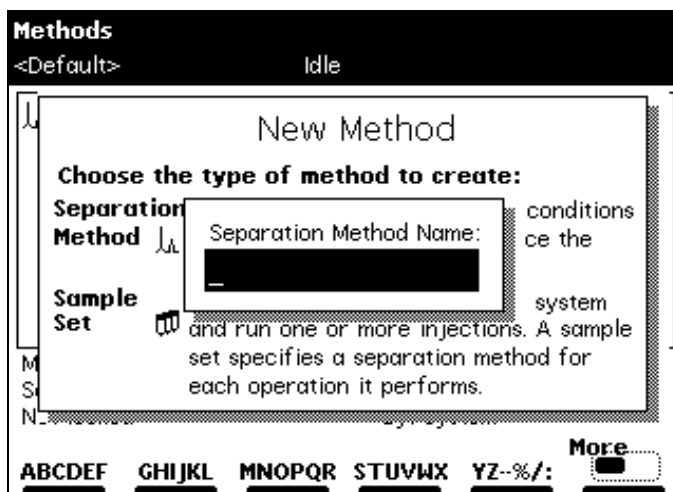 Methods
<Default> Idle
New Method
Choose the type of method to create:
Separation conditions
Method ce the
Separation Method Name:
Sample system
Set and run one or more injections. A sample
set specifies a separation method for
each operation it performs.
More
ABCDEF GHIJKL MNOPQR STUVWX YZ--%/: